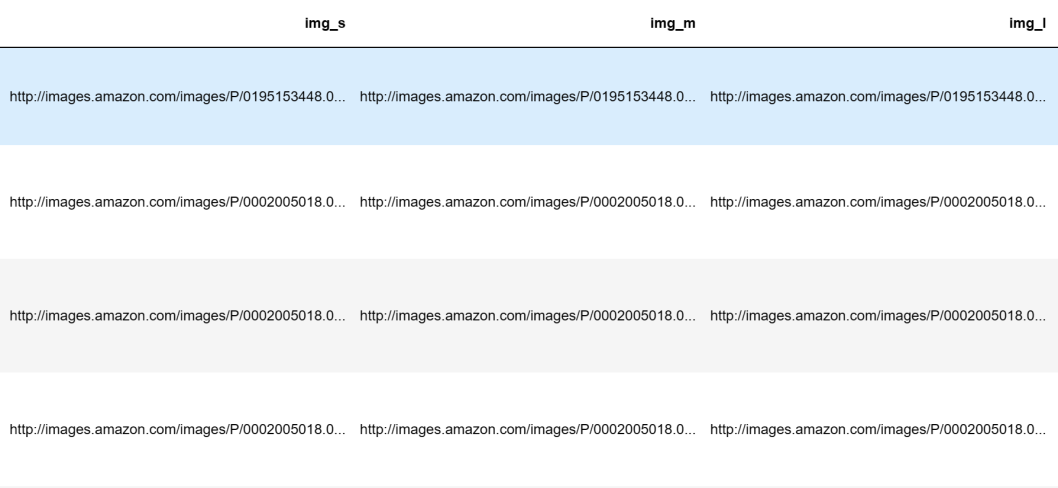 img_s img_m img_l
http://images.amazon.com/images/P/0195153448.0... http://images.amazon.com/images/P/0195153448.0... http://images.amazon.com/images/P/0195153448.0...
http://images.amazon.com/images/P/0002005018.0... http://images.amazon.com/images/P/0002005018.0... http://images.amazon.com/images/P/0002005018.0...
http://images.amazon.com/images/P/0002005018.0... http://images.amazon.com/images/P/0002005018.0... http://images.amazon.com/images/P/0002005018.0...
http://images.amazon.com/images/P/0002005018.0... http://images.amazon.com/images/P/0002005018.0... http://images.amazon.com/images/P/0002005018.0...